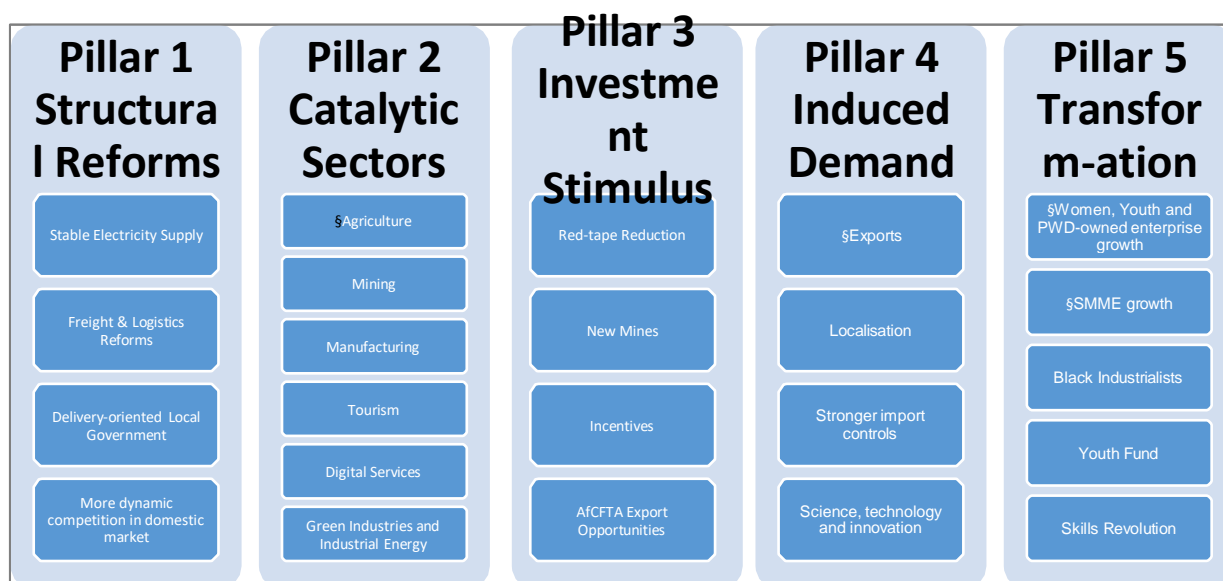 Pillar 1
Structura
l Reforms
Stable Electricity Supply
Freight & Logistics
Reforms
Delivery-oriented Local
Government
More dynamic
competition in domestic
market
Pillar 2
Catalytic
Sectors
§Agriculture
Mining
Manufacturing
Tourism
Digital Services
Green Industries and
Industrial Energy
Pillar 3
Investme
nt
Stimulus
Red-tape Reduction
New Mines
Incentives
AfCFTA Export
Opportunities
Pillar 4
Induced
Demand
§Exports
Localisation
Stronger import
controls
Science, technology
and innovation
Pillar 5
Transfor
m-ation
§Women, Youth and
PWD-owned enterprise
growth
§SMME growth
Black Industrialists
Youth Fund
Skills Revolution